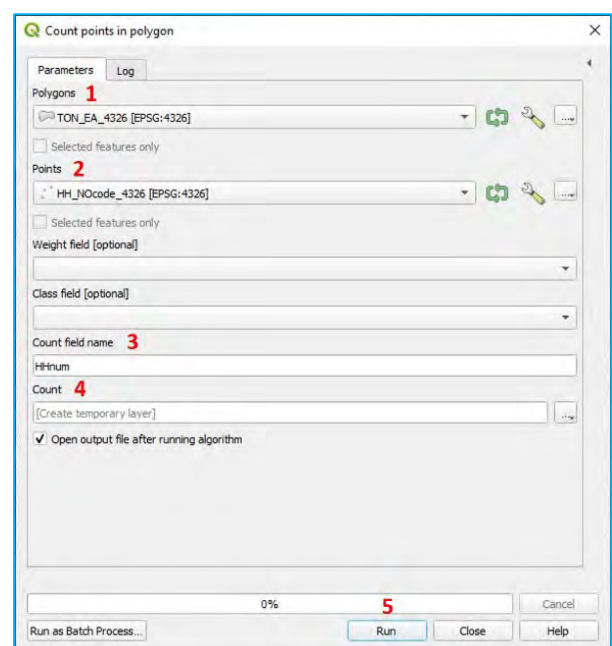 Count points in polygon
Parameters Log
Polygons 1
TON_EA_4326 [EPSG:4326]
Selected features only
Points 2
HH_NOcode_4326 [EPSG:4326]
Selected features only
Weight field [optional]
Class field [optional]
Count field name 3
HHnum
Count 4
[Create temporary layer]
Open output file after running algorithm
0% 5 Cancel
Run as Batch Process... Run Close Help